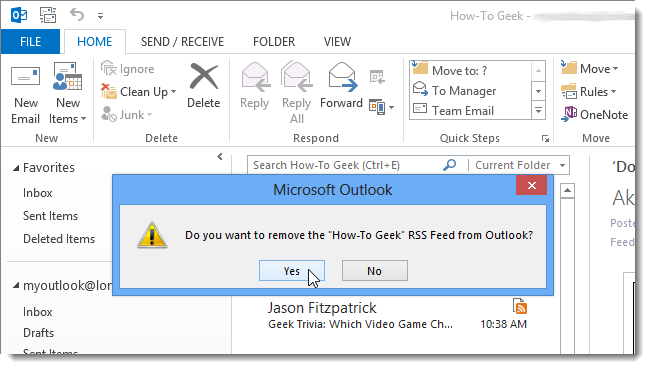 How-To Geek -
FILE HOME SEND / RECEIVE FOLDER VIEW
New Email
New Items
Ignore
Clean Up
Junk
Delete
Reply
Reply All
Forward
Move to: ?
To Manager
Team Email
Move
Rules
OneNote
New Delete Respond Quick Steps Move
Favorites
Inbox
Sent Items
Deleted Items
myoutlook@lon
Inbox
Drafts
Sent Items
Search How-To Geek (Ctrl+E) Current Folder
Microsoft Outlook
Do you want to remove the "How-To Geek" RSS Feed from Outlook?
Yes No
Jason Fitzpatrick
Geek Trivia: Which Video Game Ch... 10:38 AM
'Do
Ak
Poste
Feed